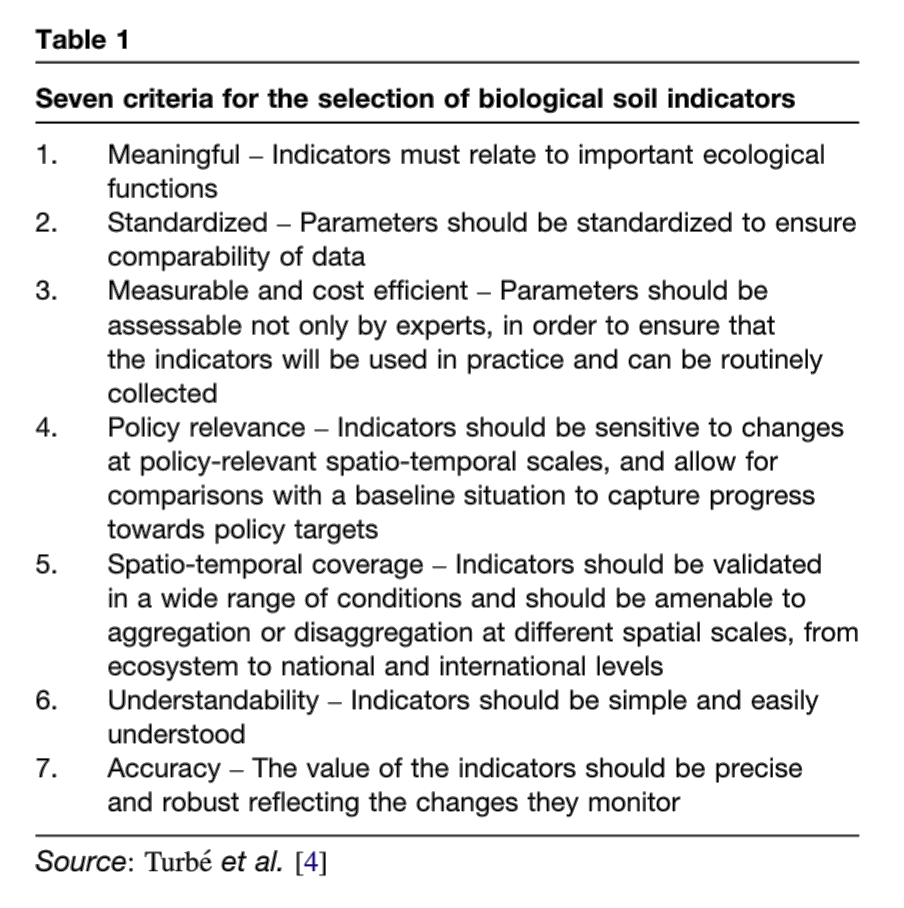 Table 1
Seven criteria for the selection of biological soil indicators
1. Meaningful – Indicators must relate to important ecological
functions
2. Standardized – Parameters should be standardized to ensure
comparability of data
3. Measurable and cost efficient – Parameters should be
assessable not only by experts, in order to ensure that
the indicators will be used in practice and can be routinely
collected
4. Policy relevance – Indicators should be sensitive to changes
at policy-relevant spatio-temporal scales, and allow for
comparisons with a baseline situation to capture progress
towards policy targets
5. Spatio-temporal coverage – Indicators should be validated
in a wide range of conditions and should be amenable to
aggregation or disaggregation at different spatial scales, from
ecosystem to national and international levels
6. Understandability – Indicators should be simple and easily
understood
7. Accuracy – The value of the indicators should be precise
and robust reflecting the changes they monitor
Source: Turbé et al. [4]